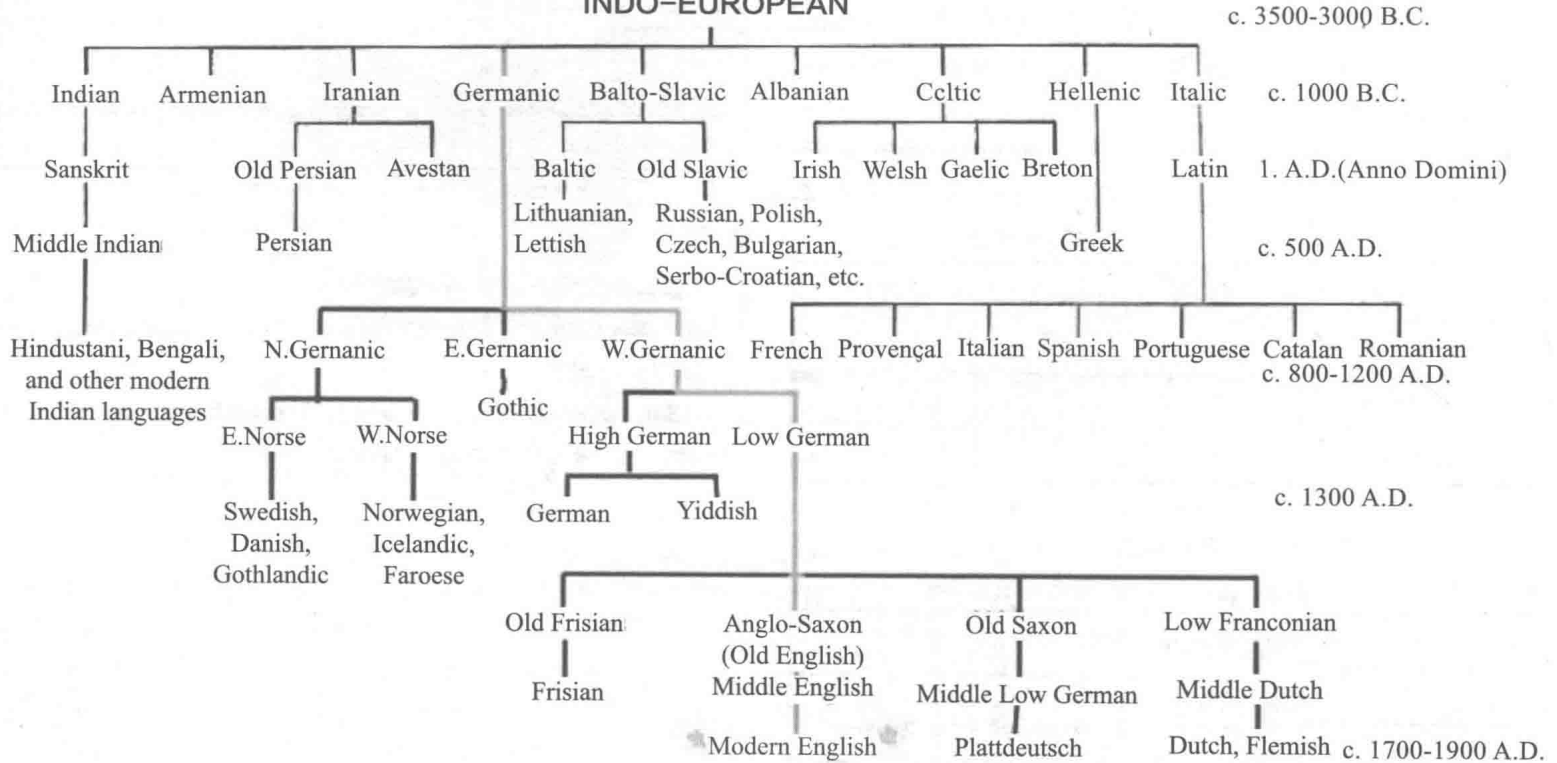 INDO-EUROPEAN
c. 3500-3000 B.C.
Indian Armenian Iranian Germanic Balto-Slavic Albanian Celtic Hellenic Italic c. 1000 B.C.
Sanskrit Old Persian Avestan Baltic Old Slavic Irish Welsh Gaelic Breton Latin 1. A.D.(Anno Domini)
Lithuanian, Russian, Polish,
Middle Indian Persian Lettish Czech, Bulgarian, Greek c. 500 A.D.
Serbo-Croatian, etc.
Hindustani, Bengali, N.Gernanic E.Gernanic W.Gernanic French Provençal Italian Spanish Portuguese Catalan Romanian
and other modern c. 800-1200 A.D.
Indian languages Gothic
E.Norse W.Norse High German Low German
c. 1300 A.D.
Swedish, Norwegian, German Yiddish
Danish, Icelandic,
Gothlandic Faroese
Old Frisian Anglo-Saxon Old Saxon Low Franconian
(Old English)
Frisian Middle English Middle Low German Middle Dutch
Modern English Plattdeutsch Dutch, Flemish c. 1700-1900 A.D.